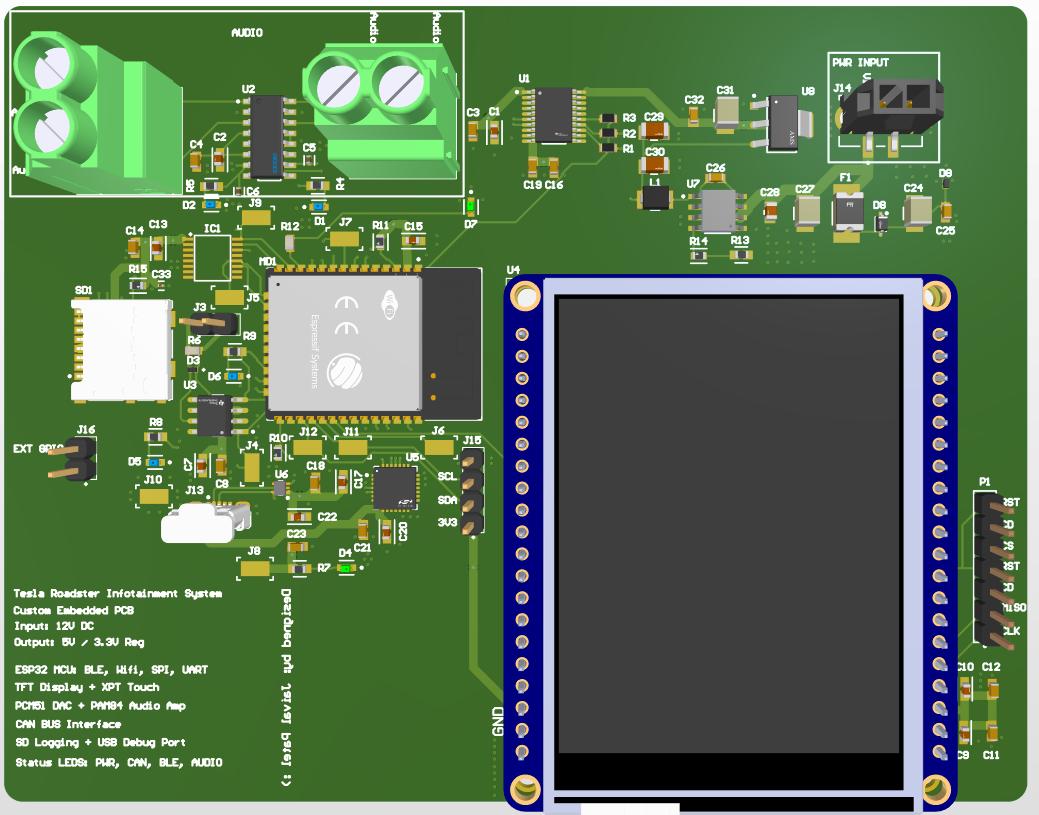 AUDIO
Audio
Audio
Au
U2
C4
C2
C5
R5
C6
R4
D2
D1
J9
C3
C1
U1
R3
R2
R1
C19
C16
D7
C29
C30
L1
C32
C31
U8
AMS
PWR INPUT
J14
C26
U7
R14
R13
C28
C27
F1
D8
C24
D9
C25
C14
C13
IC1
R12
J7
R11
C15
R15
C33
MD1
SD1
J5
J3
R6
R9
D3
D6
U3
CE
CE
WiFi
Espressif Systems
U4
R8
J16
EXT GPIO
D5
J10
C7
C8
J4
R10
J12
J11
J6
J13
U6
C18
C17
U5
J15
SCL
SDA
3V3
C22
C23
C21
C20
J8
R7
D4
GND
P1
RST
MISO
CLK
C10
C12
C9
C11
Tesla Roadster Infotainment System
Custom Embedded PCB
Input: 12V DC
Output: 5V / 3.3V Reg
ESP32 MCU: BLE, Wifi, SPI, UART
TFT Display + XPT Touch
PCM51 DAC + PAM84 Audio Amp
CAN BUS Interface
SD Logging + USB Debug Port
Status LEDS: PWR, CAN, BLE, AUDIO
Designed by: Jaival Patel :)